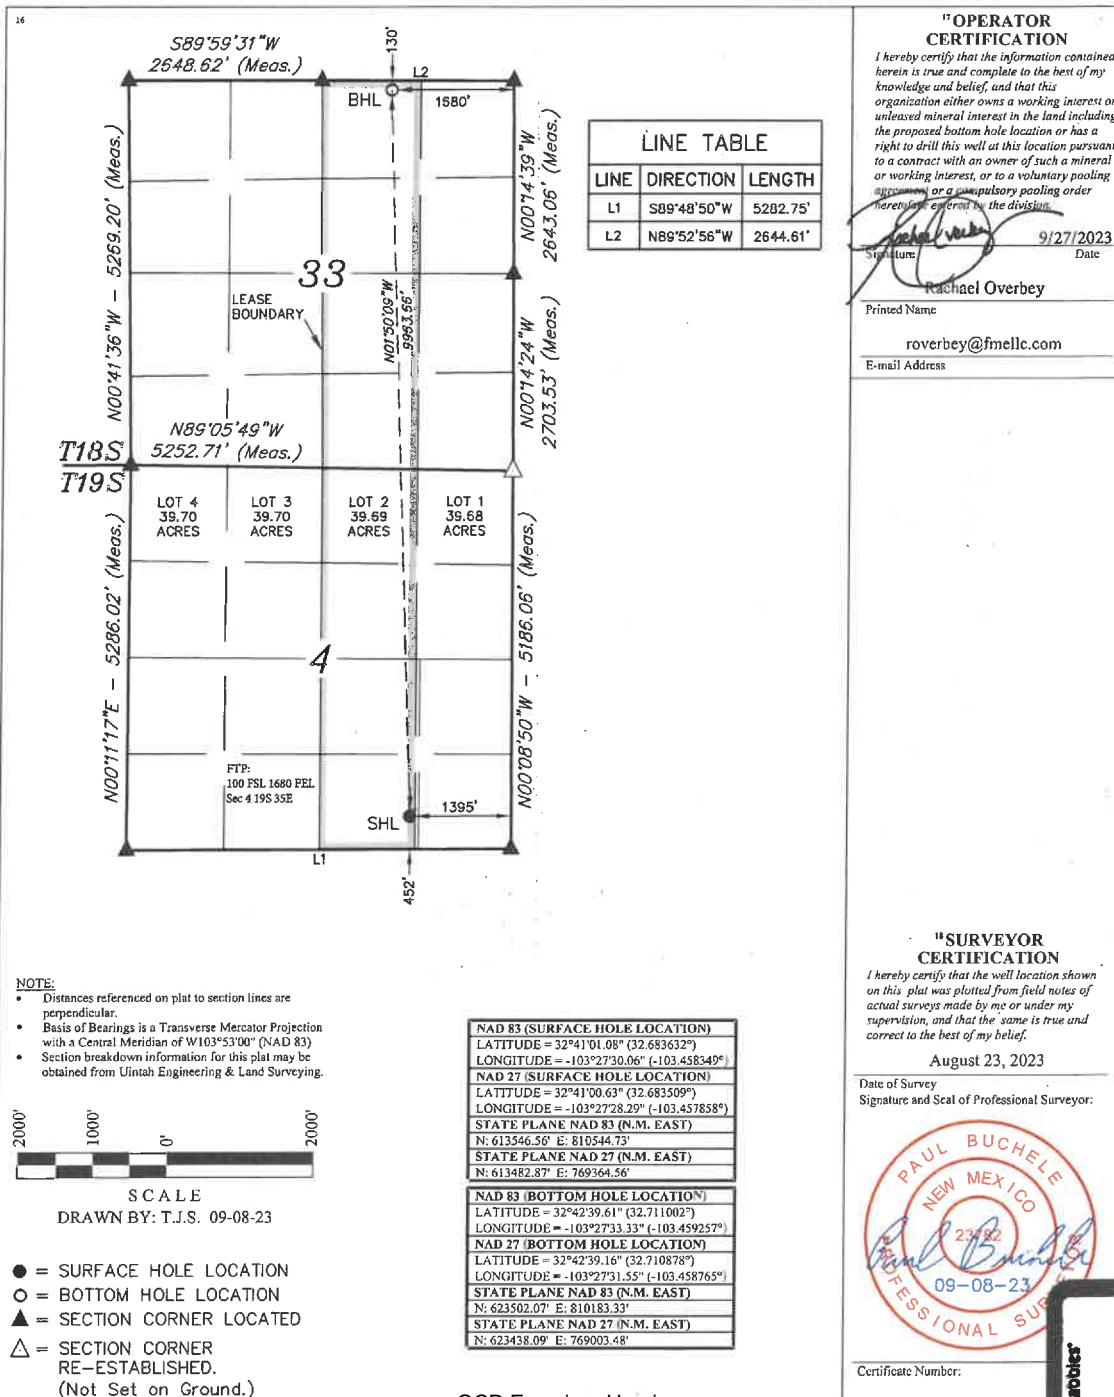 16
S89°59'31"W
2648.62' (Meas.)
130'
L2
BHL
1680'
N00°41'36"W - 5269.20' (Meas.)
N00°14'39"W
2643.06' (Meas.)
33
LEASE
BOUNDARY
N01°50'09"W
9963.56'
N00°14'24"W
2703.53' (Meas.)
N89°05'49"W
5252.71' (Meas.)
T18S
T19S
LOT 4
39.70
ACRES
LOT 3
39.70
ACRES
LOT 2
39.69
ACRES
LOT 1
39.68
ACRES
N00°11'17"E - 5286.02' (Meas.)
N00°08'50"W - 5186.06' (Meas.)
4
FTP:
100 FSL 1680 FEL
Sec 4 19S 35E
SHL
1395'
L1
452'
LINE TABLE
LINE DIRECTION LENGTH
L1 S89°48'50"W 5282.75'
L2 N89°52'56"W 2644.61'
17 OPERATOR
CERTIFICATION
I hereby certify that the information contained
herein is true and complete to the best of my
knowledge and belief, and that this
organization either owns a working interest or
unleased mineral interest in the land including
the proposed bottom hole location or has a
right to drill this well at this location pursuant
to a contract with an owner of such a mineral
or working interest, or to a voluntary pooling
agreement or a compulsory pooling order
heretofore entered by the division.
Rachael Overbey 9/27/2023
Signature Date
Rachael Overbey
Printed Name
roverbey@fmellc.com
E-mail Address
NOTE:
• Distances referenced on plat to section lines are
perpendicular.
• Basis of Bearings is a Transverse Mercator Projection
with a Central Meridian of W103°53'00" (NAD 83)
• Section breakdown information for this plat may be
obtained from Uintah Engineering & Land Surveying.
2000' 1000' 0' 2000'
SCALE
DRAWN BY: T.J.S. 09-08-23
● = SURFACE HOLE LOCATION
○ = BOTTOM HOLE LOCATION
▲ = SECTION CORNER LOCATED
△ = SECTION CORNER
RE-ESTABLISHED.
(Not Set on Ground.)
NAD 83 (SURFACE HOLE LOCATION)
LATITUDE = 32°41'01.08" (32.683632°)
LONGITUDE = -103°27'30.06" (-103.458349°)
NAD 27 (SURFACE HOLE LOCATION)
LATITUDE = 32°41'00.63" (32.683509°)
LONGITUDE = -103°27'28.29" (-103.457858°)
STATE PLANE NAD 83 (N.M. EAST)
N: 613546.56' E: 810544.73'
STATE PLANE NAD 27 (N.M. EAST)
N: 613482.87' E: 769364.56'
NAD 83 (BOTTOM HOLE LOCATION)
LATITUDE = 32°42'39.61" (32.711002°)
LONGITUDE = -103°27'33.33" (-103.459257°)
NAD 27 (BOTTOM HOLE LOCATION)
LATITUDE = 32°42'39.16" (32.710878°)
LONGITUDE = -103°27'31.55" (-103.458765°)
STATE PLANE NAD 83 (N.M. EAST)
N: 623502.07' E: 810183.33'
STATE PLANE NAD 27 (N.M. EAST)
N: 623438.09' E: 769003.48'
18 SURVEYOR
CERTIFICATION
I hereby certify that the well location shown
on this plat was plotted from field notes of
actual surveys made by me or under my
supervision, and that the same is true and
correct to the best of my belief.
August 23, 2023
Date of Survey
Signature and Seal of Professional Surveyor:
PAUL BUCHELE
NEW MEXICO
23782
Paul Buchele
09-08-23
PROFESSIONAL SURVEYOR
Certificate Number: